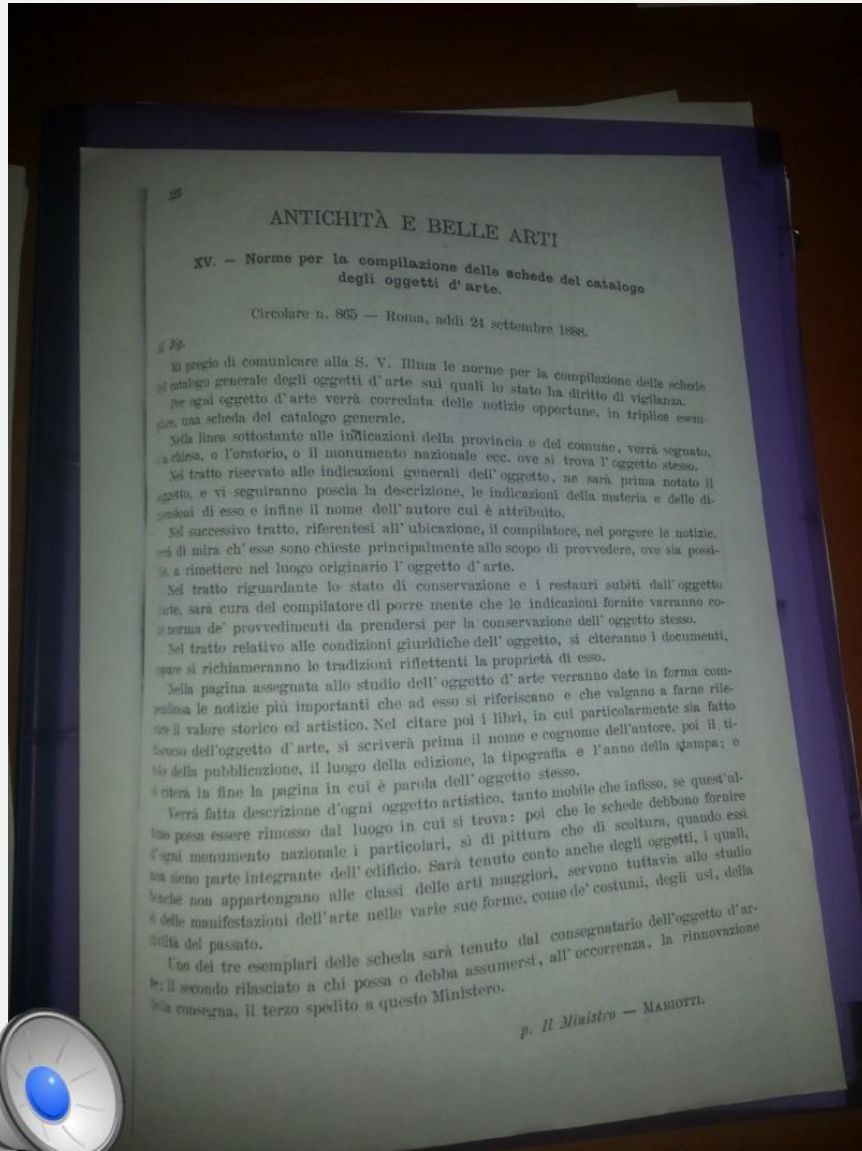 ANTICHITÀ E BELLE ARTI
XV. — Norme per la compilazione delle schede del catalogo
degli oggetti d'arte.
Circolare n. 865 — Roma, addì 24 settembre 1888.
Sig.
Mi pregio di comunicare alla S. V. Illma le norme per la compilazione delle schede
catalogo generale degli oggetti d'arte sui quali lo stato ha diritto di vigilanza.
Per ogni oggetto d'arte verrà corredata delle notizie opportune, in triplice esem-
una scheda del catalogo generale.
Nella linea sottostante alle indicazioni della provincia e del comune, verrà segnato,
chiesa, o l'oratorio, o il monumento nazionale ecc. ove si trova l'oggetto stesso.
Nel tratto riservato alle indicazioni generali dell'oggetto, ne sarà prima notato il
e vi seguiranno poscia la descrizione, le indicazioni della materia e delle di-
di esso e infine il nome dell'autore cui è attribuito.
Nel successivo tratto, riferentesi all'ubicazione, il compilatore, nel porgere le notizie,
di mira ch'esse sono chieste principalmente allo scopo di provvedere, ove sia possi-
a rimettere nel luogo originario l'oggetto d'arte.
Nel tratto riguardante lo stato di conservazione e i restauri subiti dall'oggetto
sarà cura del compilatore di porre mente che le indicazioni fornite varranno co-
norma de' provvedimenti da prendersi per la conservazione dell'oggetto stesso.
Nel tratto relativo alle condizioni giuridiche dell'oggetto, si citeranno i documenti,
si richiameranno le tradizioni riflettenti la proprietà di esso.
Nella pagina assegnata allo studio dell'oggetto d'arte verranno date in forma com-
le notizie più importanti che ad esso si riferiscano e che valgano a farne rile-
il valore storico ed artistico. Nel citare poi i libri, in cui particolarmente sia fatto
dell'oggetto d'arte, si scriverà prima il nome e cognome dell'autore, poi il ti-
della pubblicazione, il luogo della edizione, la tipografia e l'anno della stampa; e
si citerà in fine la pagina in cui è parola dell'oggetto stesso.
Verrà fatta descrizione d'ogni oggetto artistico, tanto mobile che infisso, se quest'ul-
possa essere rimosso dal luogo in cui si trova: poi che le schede debbono fornire
d'ogni monumento nazionale i particolari, sì di pittura che di scoltura, quando essi
non sieno parte integrante dell'edificio. Sarà tenuto conto anche degli oggetti, i quali,
benchè non appartengano alle classi delle arti maggiori, servono tuttavia allo studio
delle manifestazioni dell'arte nelle varie sue forme, come de' costumi, degli usi, della
civiltà del passato.
Uno dei tre esemplari delle scheda sarà tenuto dal consegnatario dell'oggetto d'ar-
te; il secondo rilasciato a chi possa o debba assumersi, all'occorrenza, la rinnovazione
della consegna, il terzo spedito a questo Ministero.
p. Il Ministro — MARIOTTI.